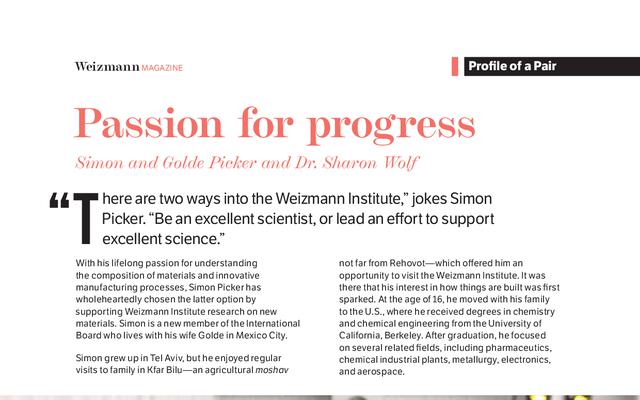 Weizmann MAGAZINE
Profile of a Pair
Passion for progress
Simon and Golde Picker and Dr. Sharon Wolf
“There are two ways into the Weizmann Institute,” jokes Simon
Picker. “Be an excellent scientist, or lead an effort to support
excellent science.”
With his lifelong passion for understanding
the composition of materials and innovative
manufacturing processes, Simon Picker has
wholeheartedly chosen the latter option by
supporting Weizmann Institute research on new
materials. Simon is a new member of the International
Board who lives with his wife Golde in Mexico City.
Simon grew up in Tel Aviv, but he enjoyed regular
visits to family in Kfar Bilu—an agricultural moshav
not far from Rehovot—which offered him an
opportunity to visit the Weizmann Institute. It was
there that his interest in how things are built was first
sparked. At the age of 16, he moved with his family
to the U.S., where he received degrees in chemistry
and chemical engineering from the University of
California, Berkeley. After graduation, he focused
on several related fields, including pharmaceutics,
chemical industrial plants, metallurgy, electronics,
and aerospace.